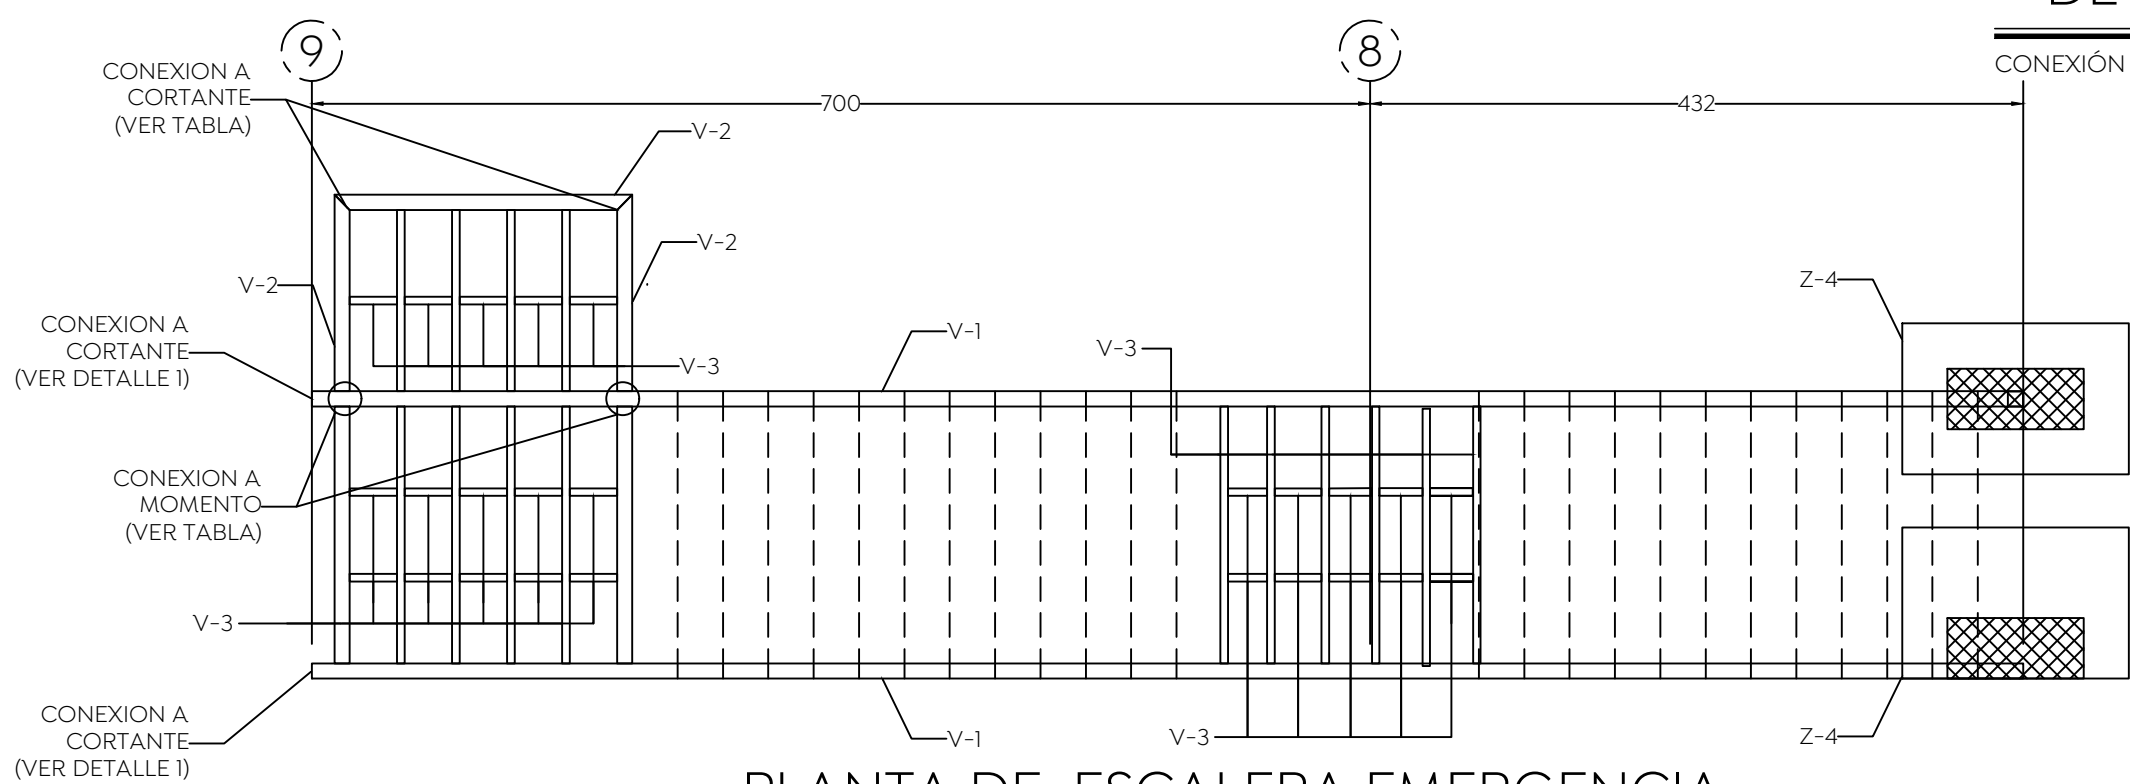 DE
CONEXIÓN
9
8
700
432
CONEXION A
CORTANTE
(VER TABLA)
V-2
V-2
V-2
Z-4
CONEXION A
CORTANTE
(VER DETALLE 1)
V-1
V-3
V-3
CONEXION A
MOMENTO
(VER TABLA)
V-3
CONEXION A
CORTANTE
(VER DETALLE 1)
V-1
V-3
Z-4
PLANTA DE ESCALERA EMERGENCIA